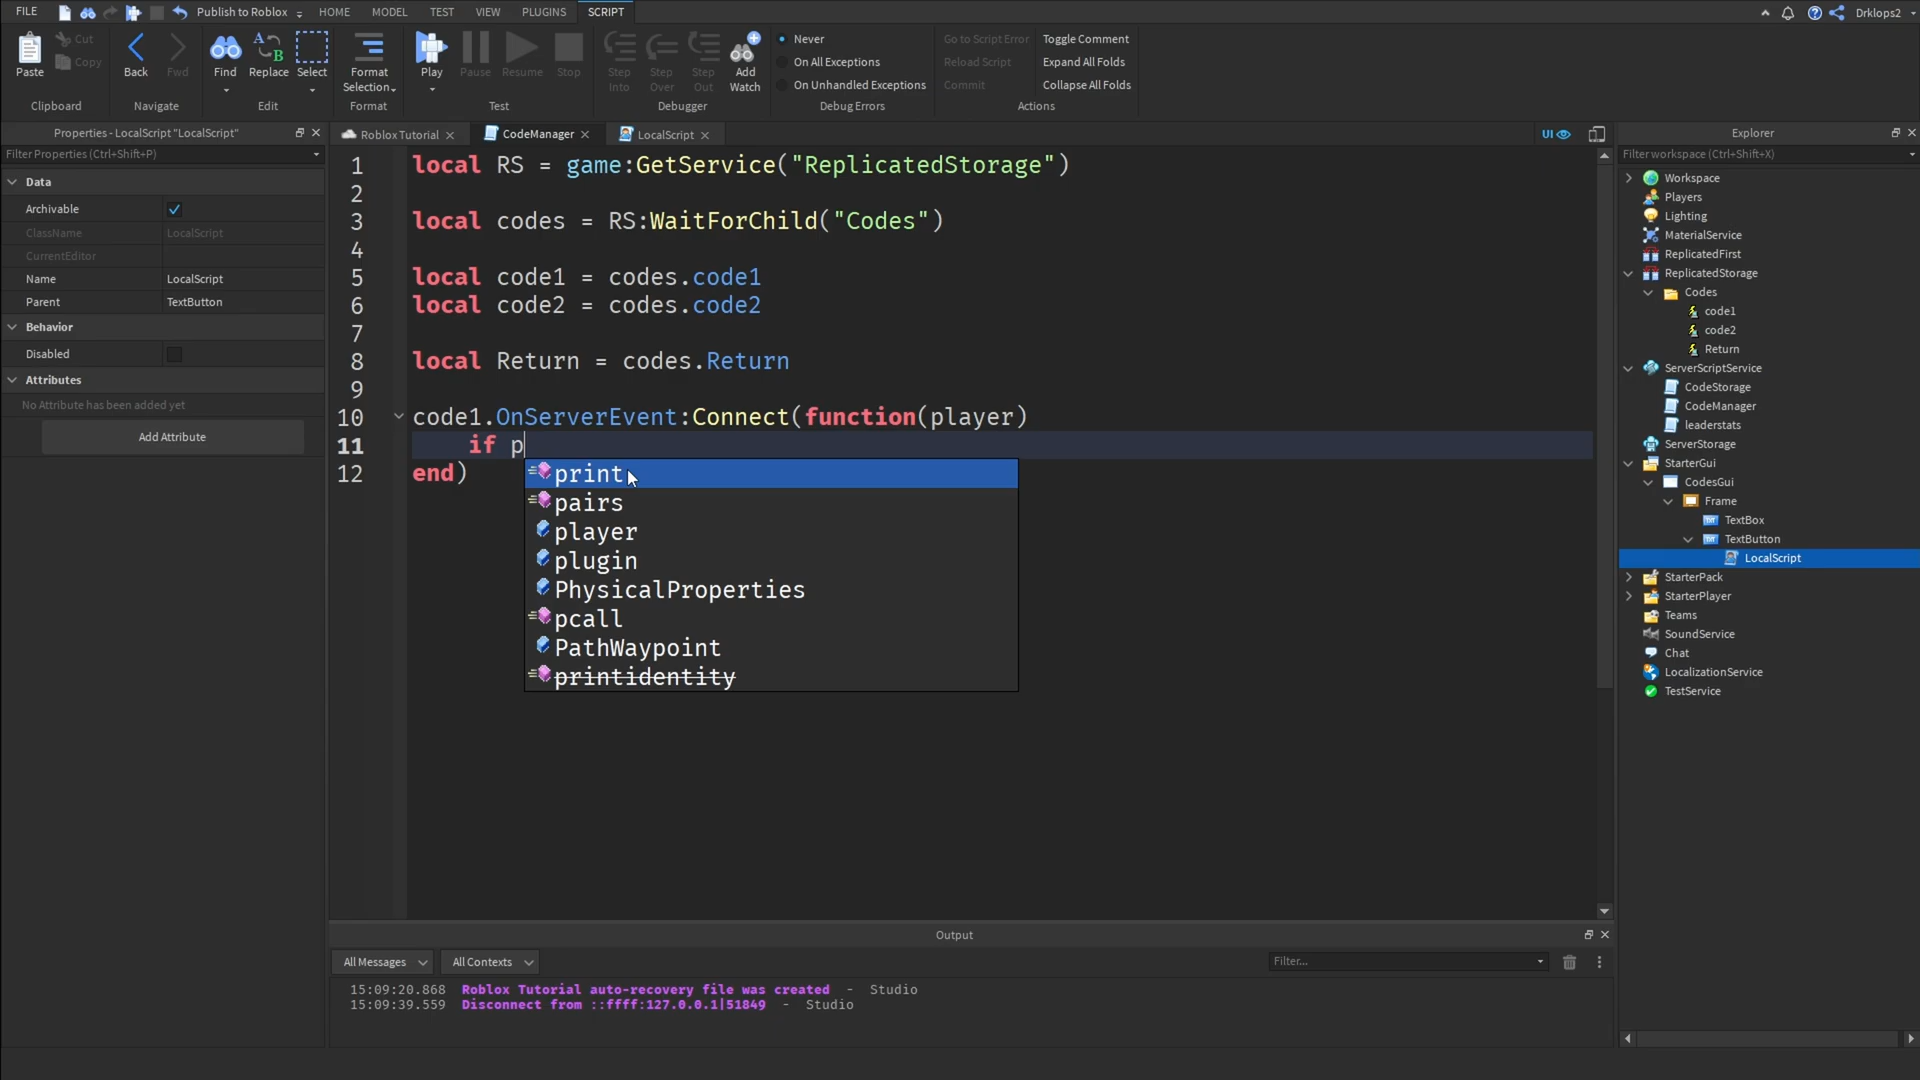 FILE Publish to Roblox HOME MODEL TEST VIEW PLUGINS SCRIPT Drklops2
Paste Cut Copy Back Fwd Find Replace Select Format Selection Play Pause Resume Stop Step Into Step Over Step Out Add Watch
Never
On All Exceptions
On Unhandled Exceptions
Go to Script Error
Reload Script
Commit
Toggle Comment
Expand All Folds
Collapse All Folds
Clipboard Navigate Edit Format Test Debugger Debug Errors Actions
Properties - LocalScript "LocalScript"
Filter Properties (Ctrl+Shift+P)
Data
Archivable
ClassName LocalScript
CurrentEditor
Name LocalScript
Parent TextButton
Behavior
Disabled
Attributes
No Attribute has been added yet
Add Attribute
Roblox Tutorial CodeManager LocalScript UI
1 local RS = game:GetService("ReplicatedStorage")
2
3 local codes = RS:WaitForChild("Codes")
4
5 local code1 = codes.code1
6 local code2 = codes.code2
7
8 local Return = codes.Return
9
10 code1.OnServerEvent:Connect(function(player)
11 if p
12 end)
print
pairs
player
plugin
PhysicalProperties
pcall
PathWaypoint
printidentity
Output
All Messages All Contexts Filter...
15:09:20.868 Roblox Tutorial auto-recovery file was created - Studio
15:09:39.559 Disconnect from ::ffff:127.0.0.1|51849 - Studio
Explorer
Filter workspace (Ctrl+Shift+X)
Workspace
Players
Lighting
MaterialService
ReplicatedFirst
ReplicatedStorage
Codes
code1
code2
Return
ServerScriptService
CodeStorage
CodeManager
leaderstats
ServerStorage
StarterGui
CodesGui
Frame
TextBox
TextButton
LocalScript
StarterPack
StarterPlayer
Teams
SoundService
Chat
LocalizationService
TestService